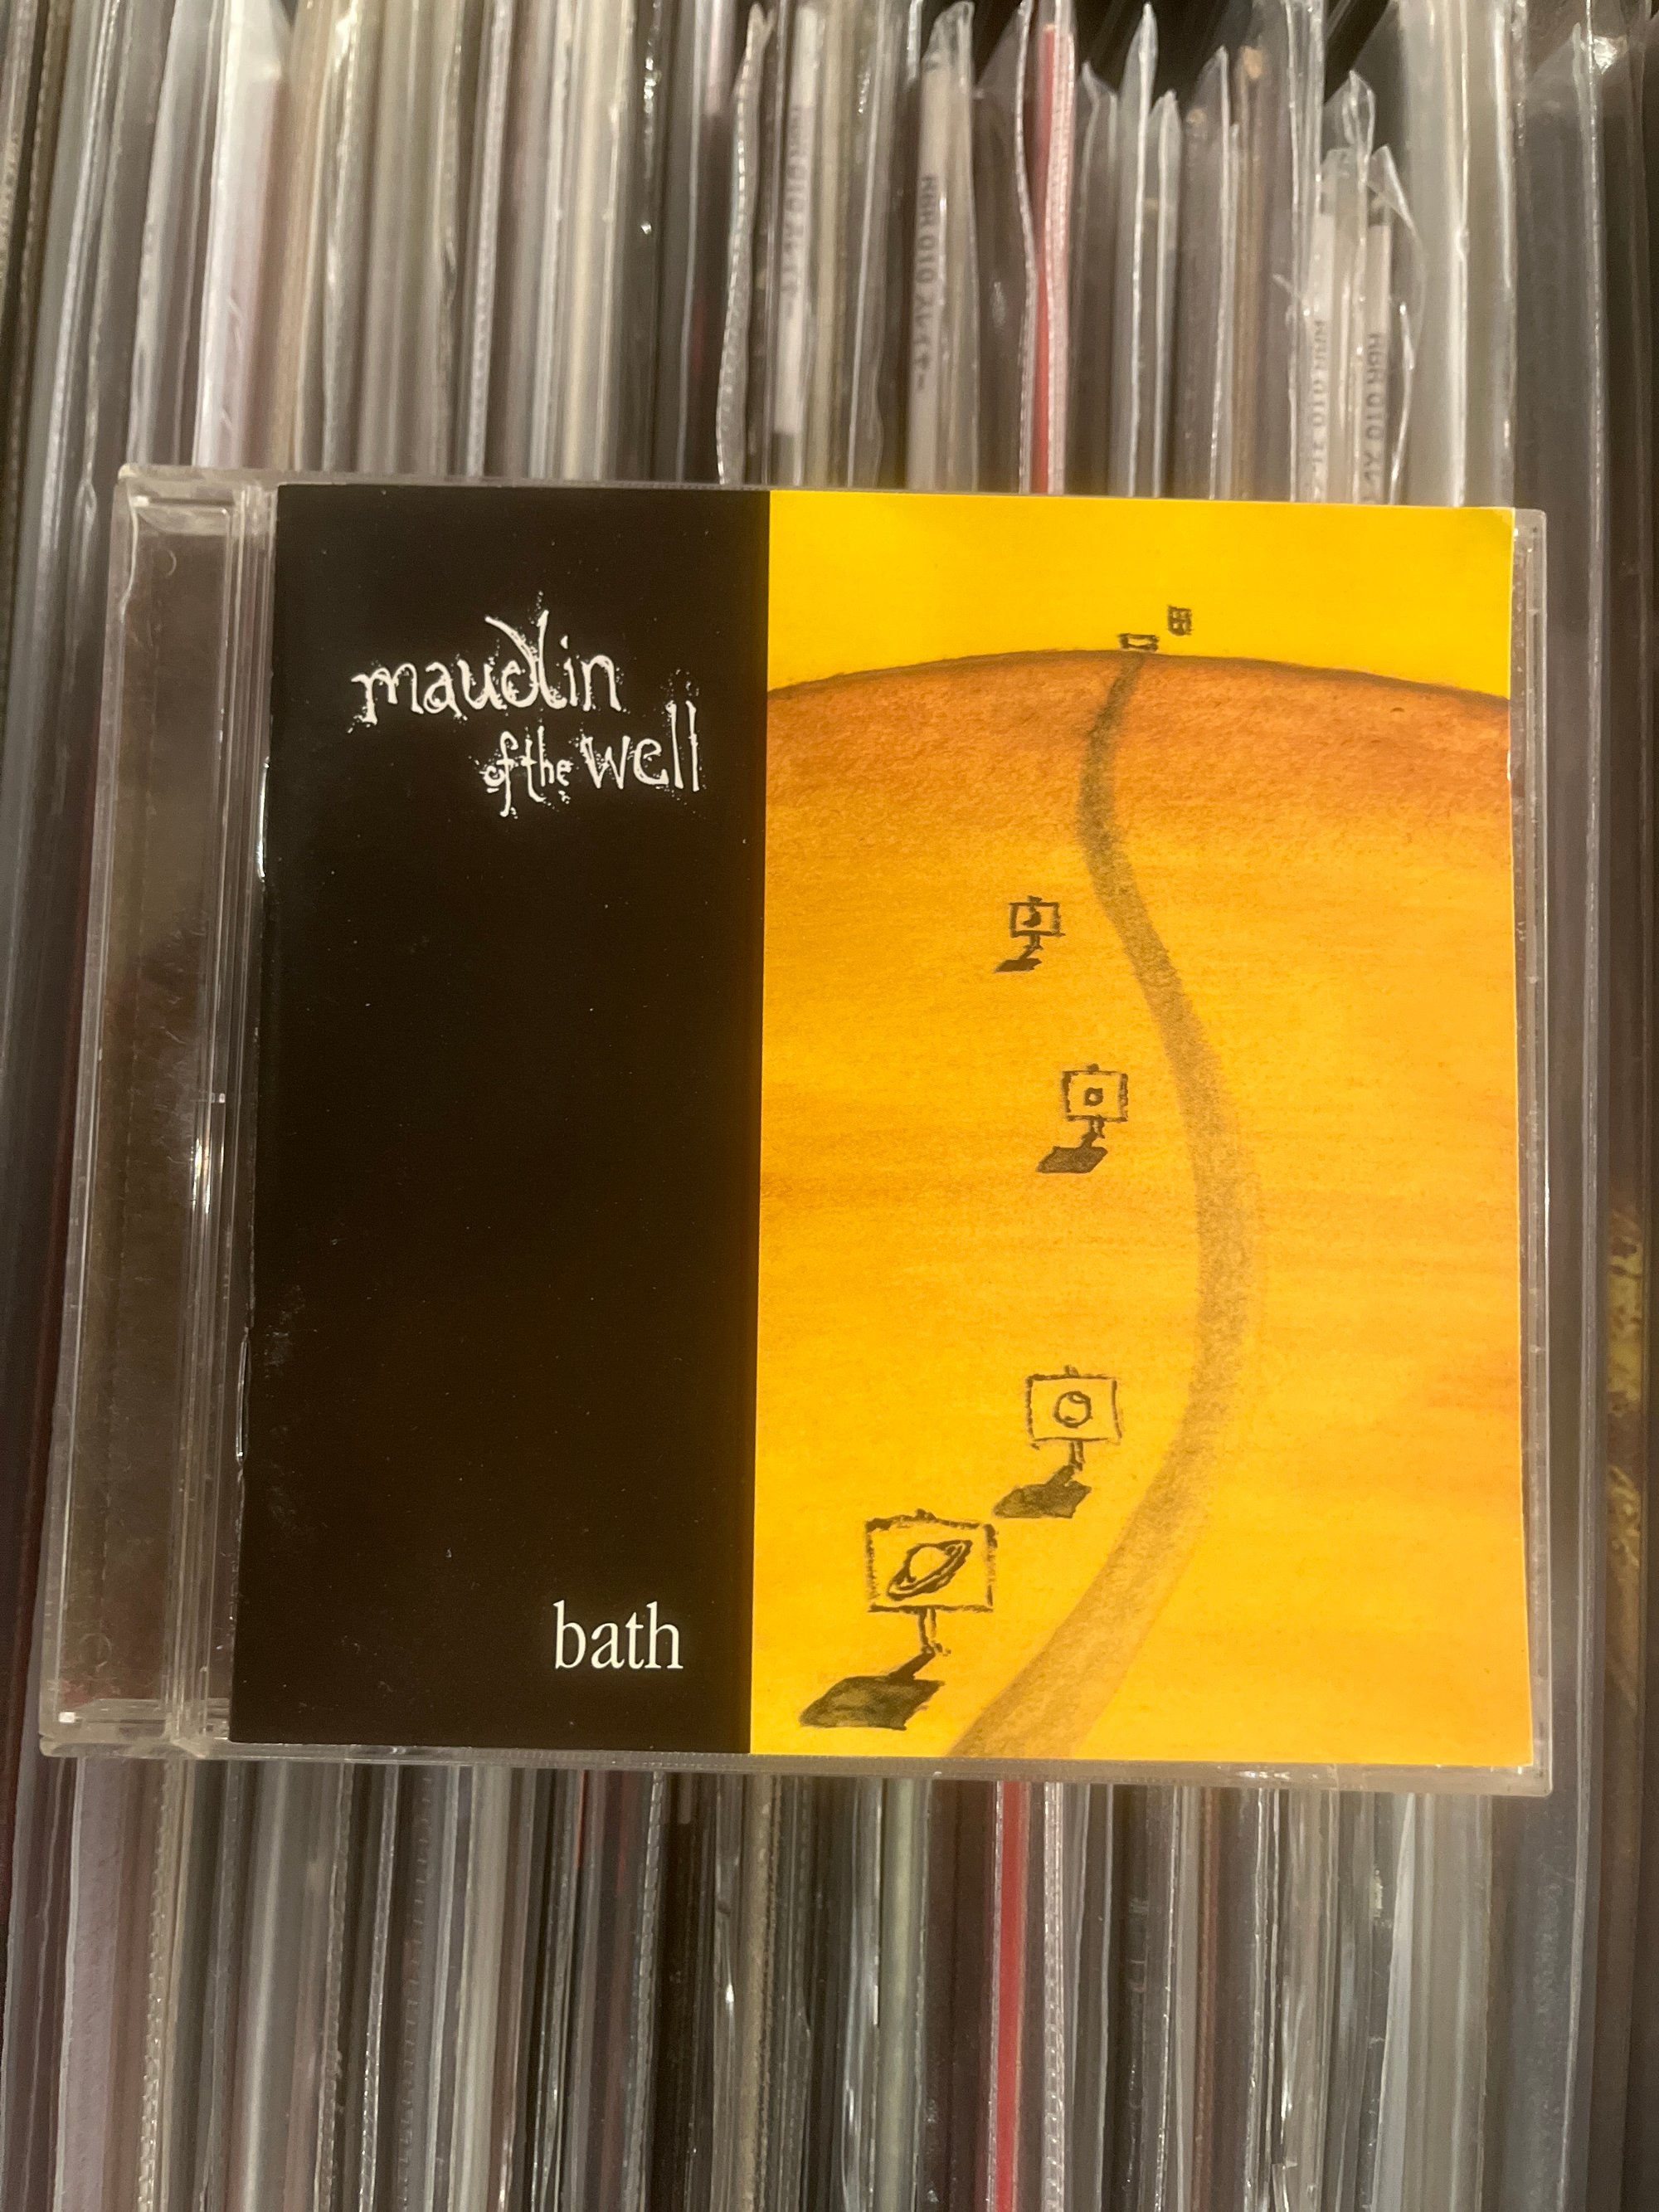 maudlin
of the well
bath